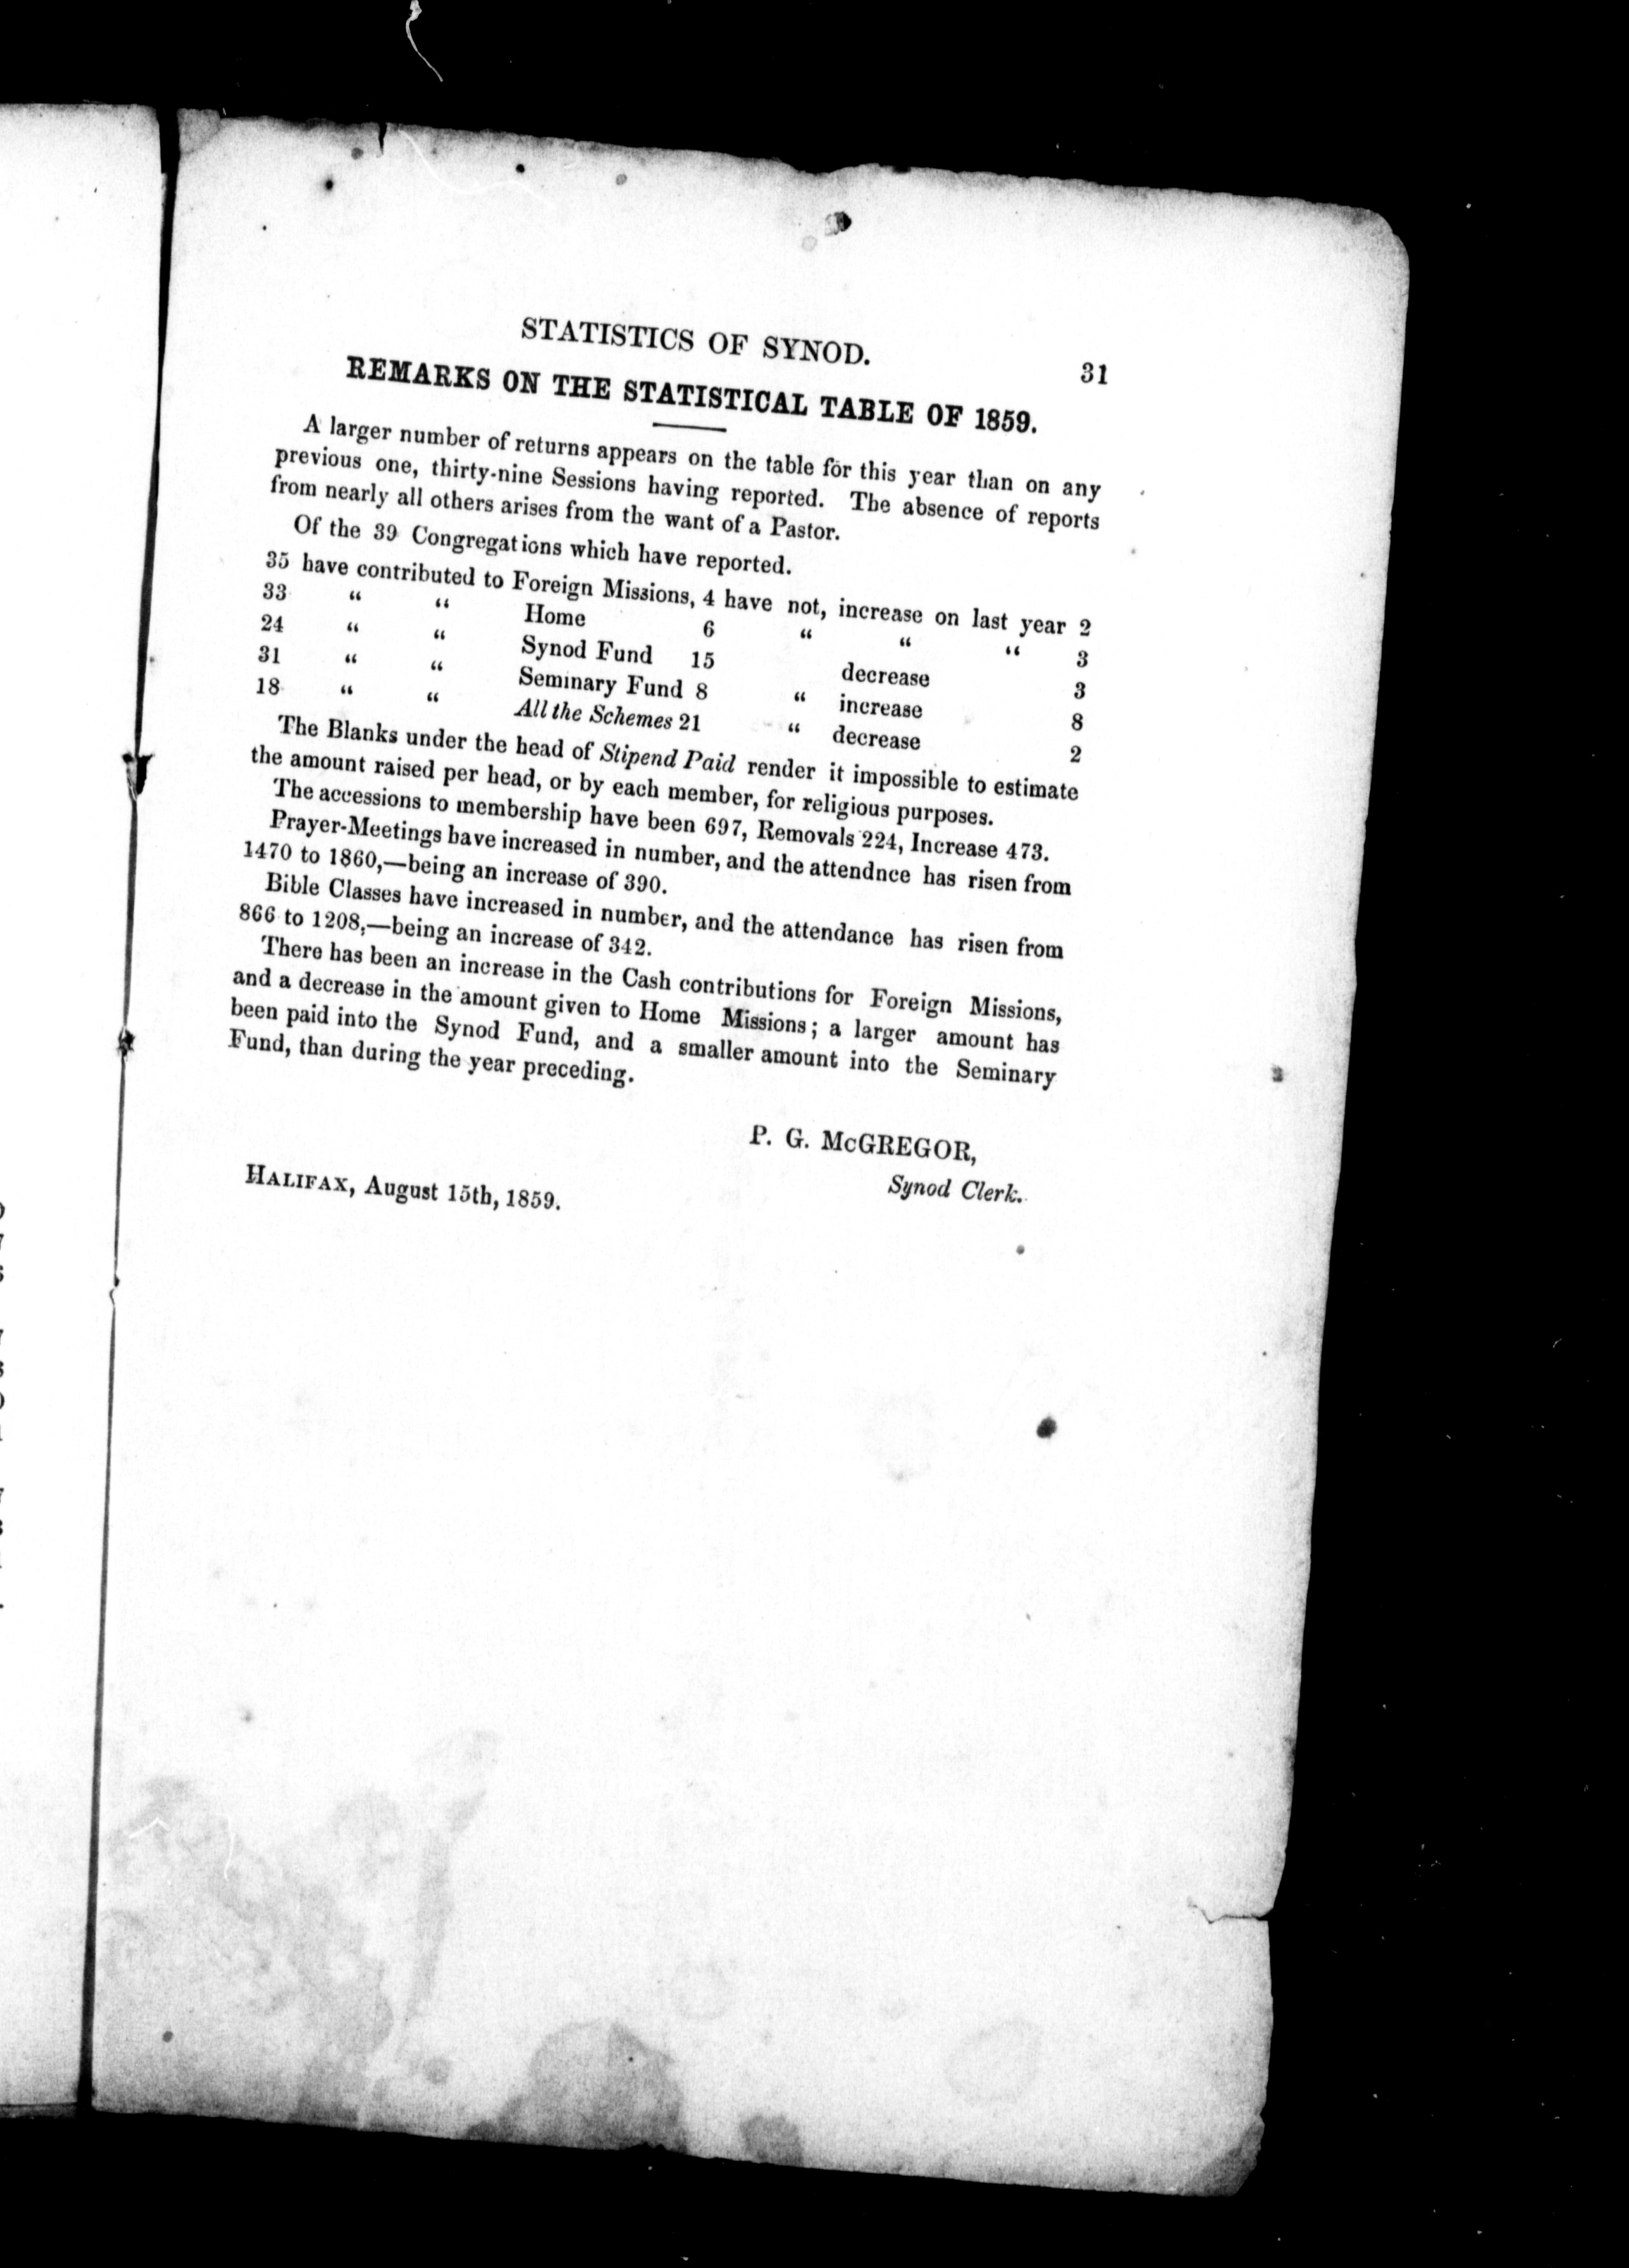 STATISTICS OF SYNOD. 31
REMARKS ON THE STATISTICAL TABLE OF 1859.
A larger number of returns appears on the table for this year than on any
previous one, thirty-nine Sessions having reported. The absence of reports
from nearly all others arises from the want of a Pastor.
Of the 39 Congregations which have reported.
35 have contributed to Foreign Missions, 4 have not, increase on last year 2
33 “ “ Home 6 “ “ “ 3
24 “ “ Synod Fund 15 decrease 3
31 “ “ Seminary Fund 8 “ increase 8
18 “ “ All the Schemes 21 “ decrease 2
The Blanks under the head of Stipend Paid render it impossible to estimate
the amount raised per head, or by each member, for religious purposes.
The accessions to membership have been 697, Removals 224, Increase 473.
Prayer-Meetings have increased in number, and the attendnce has risen from
1470 to 1860,—being an increase of 390.
Bible Classes have increased in number, and the attendance has risen from
866 to 1208,—being an increase of 342.
There has been an increase in the Cash contributions for Foreign Missions,
and a decrease in the amount given to Home Missions; a larger amount has
been paid into the Synod Fund, and a smaller amount into the Seminary
Fund, than during the year preceding.
P. G. McGREGOR,
Synod Clerk.
HALIFAX, August 15th, 1859.